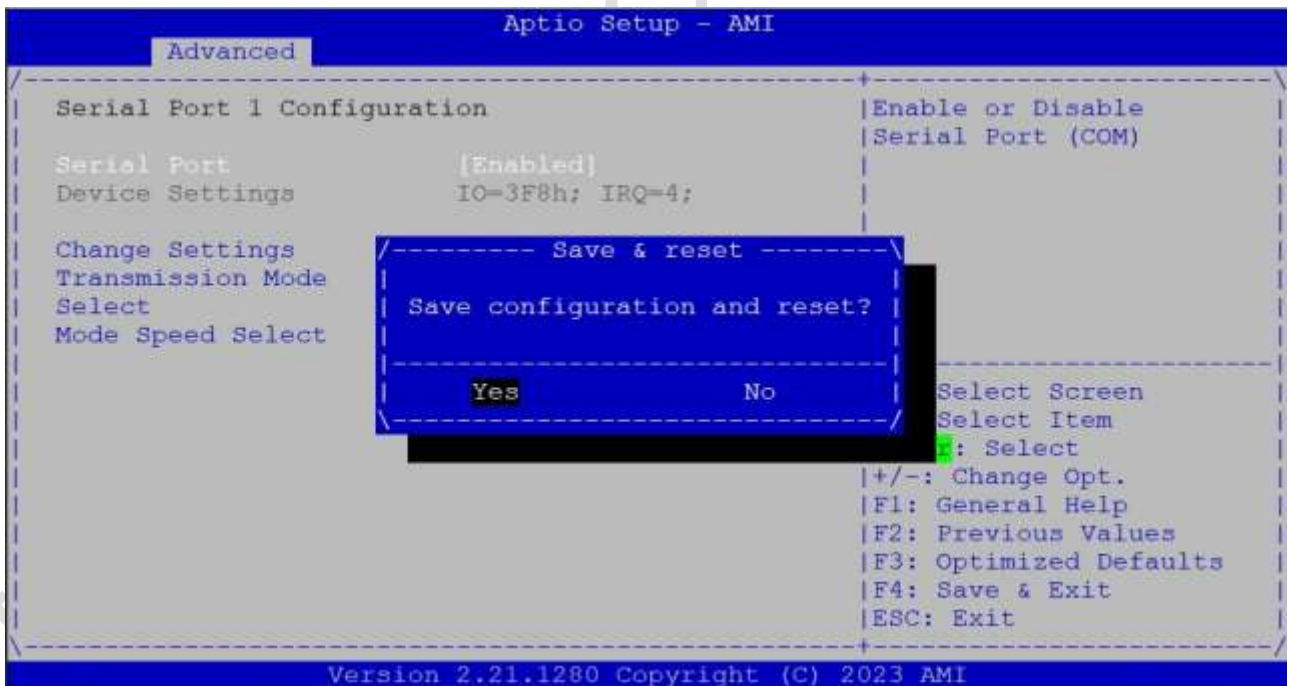 Aptio Setup - AMI
Advanced
Serial Port 1 Configuration
Enable or Disable
Serial Port (COM)
Serial Port [Enabled]
Device Settings IO=3F8h; IRQ=4;
Change Settings
Transmission Mode
Select
Mode Speed Select
Save & reset
Save configuration and reset?
Yes No
Select Screen
Select Item
r: Select
+/-: Change Opt.
F1: General Help
F2: Previous Values
F3: Optimized Defaults
F4: Save & Exit
ESC: Exit
Version 2.21.1280 Copyright (C) 2023 AMI